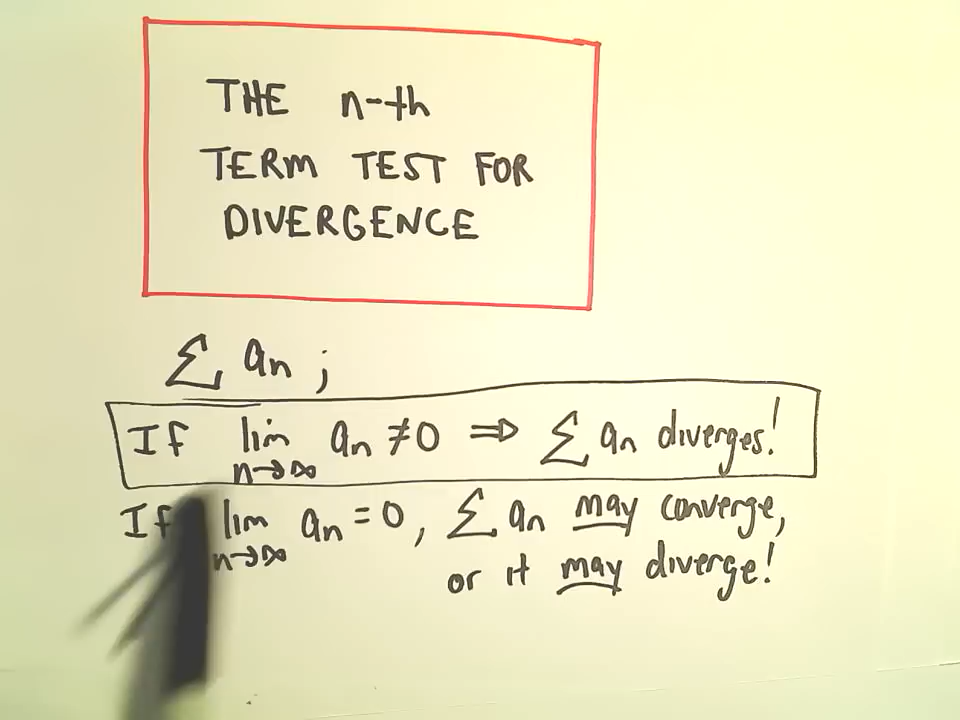 THE n-th
TERM TEST FOR
DIVERGENCE
∑ an ;
If lim n→∞ an ≠ 0 ⇒ ∑ an diverges!
If lim n→∞ an = 0, ∑ an may converge,
or it may diverge!